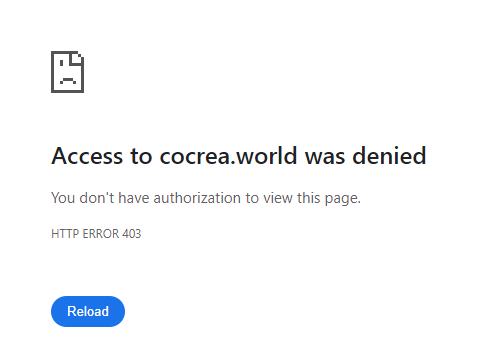 Access to cocrea.world was denied
You don't have authorization to view this page.
HTTP ERROR 403
Reload